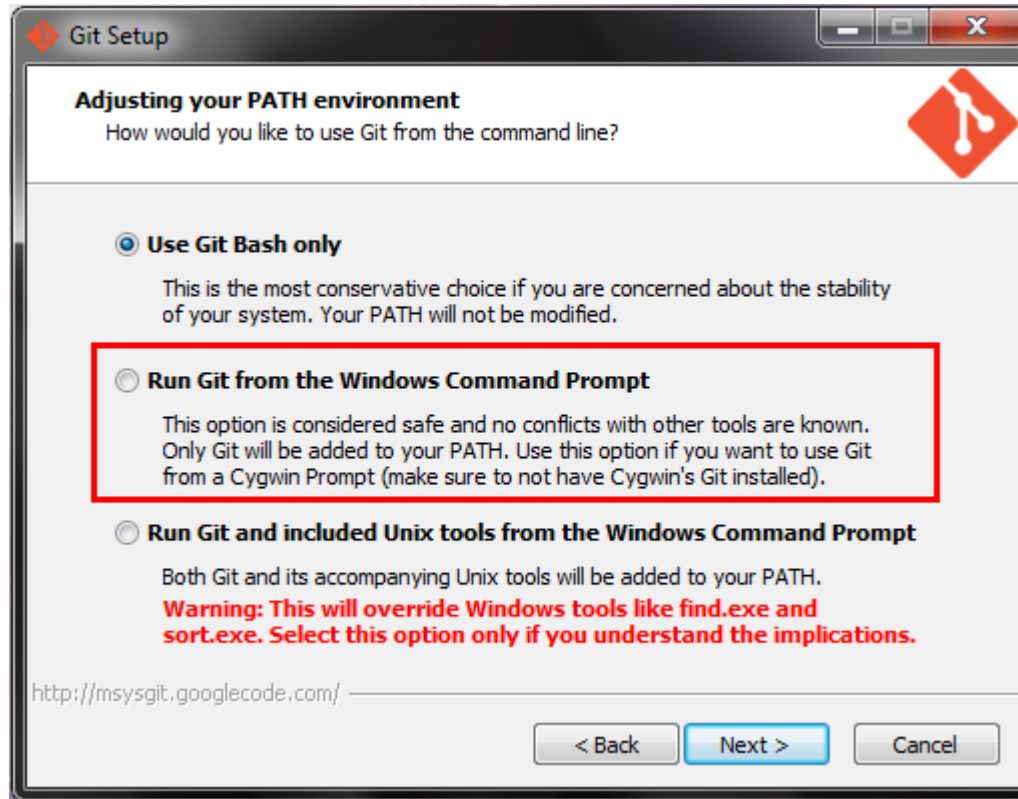 Git Setup
Adjusting your PATH environment
How would you like to use Git from the command line?
Use Git Bash only
This is the most conservative choice if you are concerned about the stability
of your system. Your PATH will not be modified.
Run Git from the Windows Command Prompt
This option is considered safe and no conflicts with other tools are known.
Only Git will be added to your PATH. Use this option if you want to use Git
from a Cygwin Prompt (make sure to not have Cygwin's Git installed).
Run Git and included Unix tools from the Windows Command Prompt
Both Git and its accompanying Unix tools will be added to your PATH.
Warning: This will override Windows tools like find.exe and
sort.exe. Select this option only if you understand the implications.
http://msysgit.googlecode.com/
< Back Next > Cancel